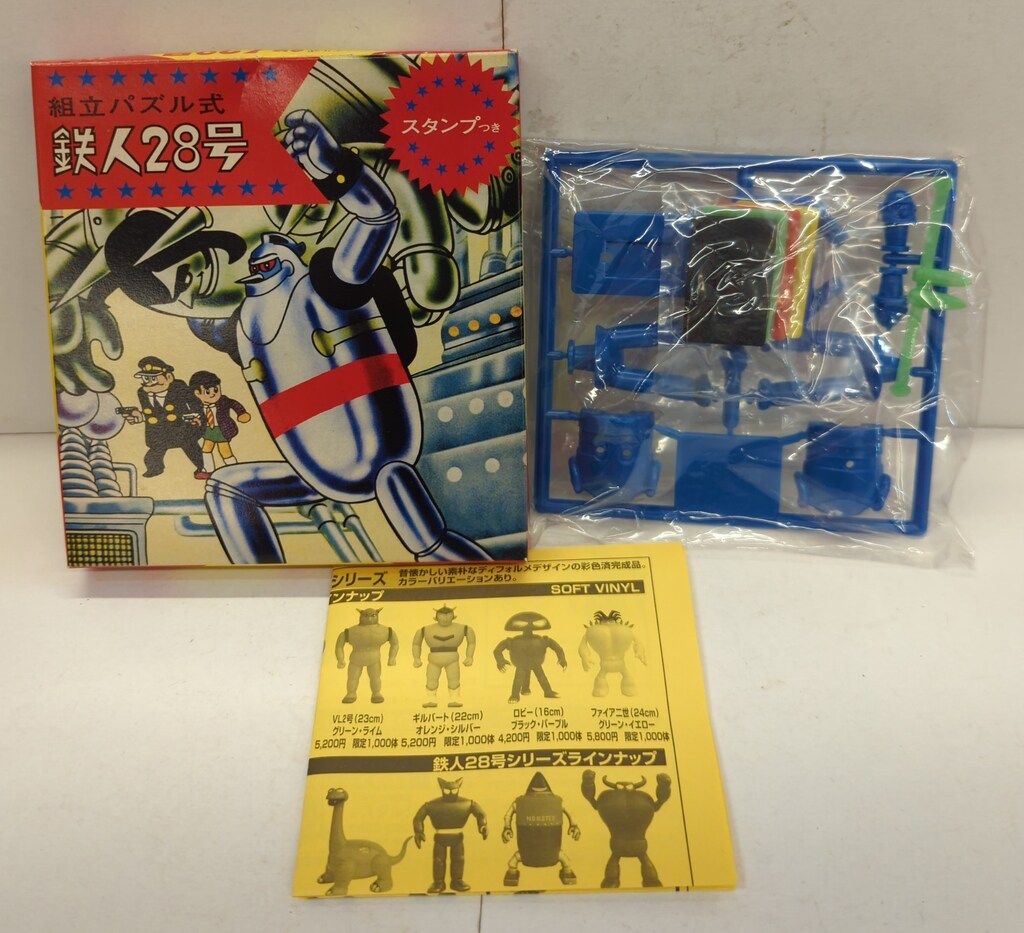 組立パズル式
鉄人28号
スタンプつき
シリーズ
昔懐かしい素朴なディフォルメデザインの彩色済完成品。
カラーバリエーションあり。
インナップ
SOFT VINYL
VL2号(23cm)
グリーン・ライム
5,200円 限定1,000体
ギルバート(22cm)
オレンジ・シルバー
5,200円 限定1,000体
ロビー(16cm)
ブラック・パープル
4,200円 限定1,000体
ファイア二世(24cm)
グリーン・イエロー
5,800円 限定1,000体
鉄人28号シリーズラインナップ